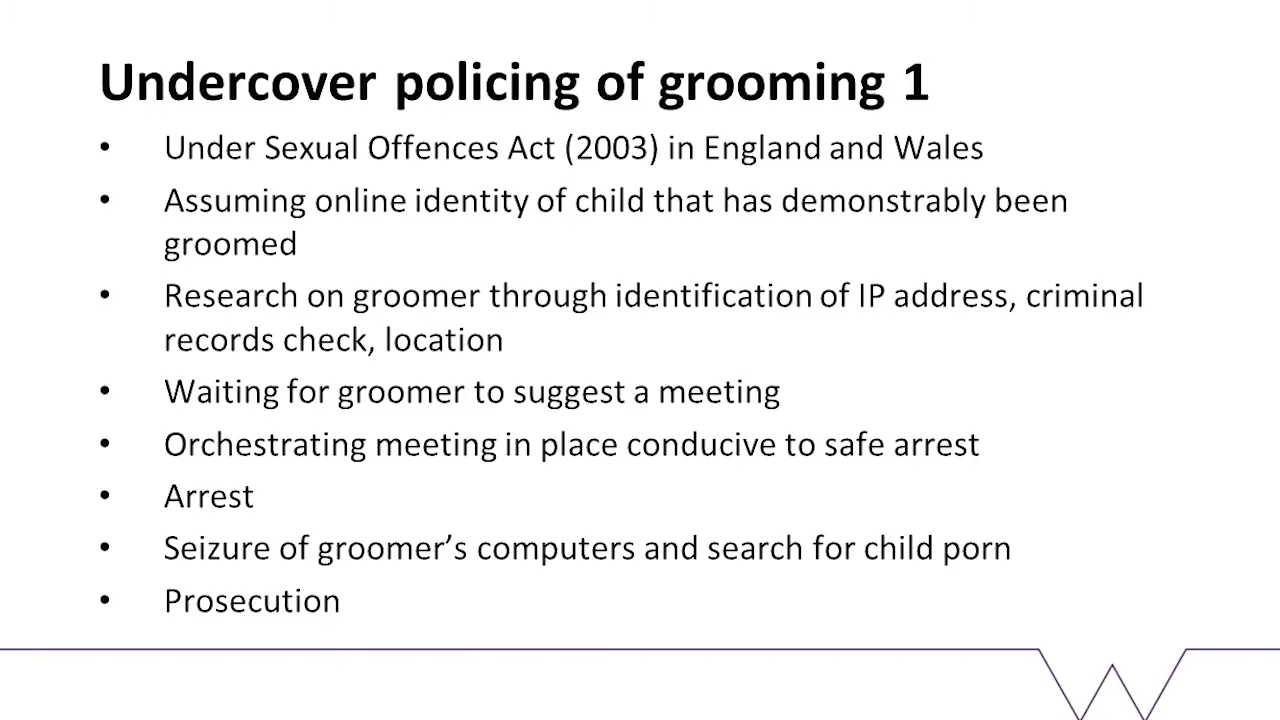 Undercover policing of grooming 1
• Under Sexual Offences Act (2003) in England and Wales
• Assuming online identity of child that has demonstrably been
groomed
• Research on groomer through identification of IP address, criminal
records check, location
• Waiting for groomer to suggest a meeting
• Orchestrating meeting in place conducive to safe arrest
• Arrest
• Seizure of groomer’s computers and search for child porn
• Prosecution